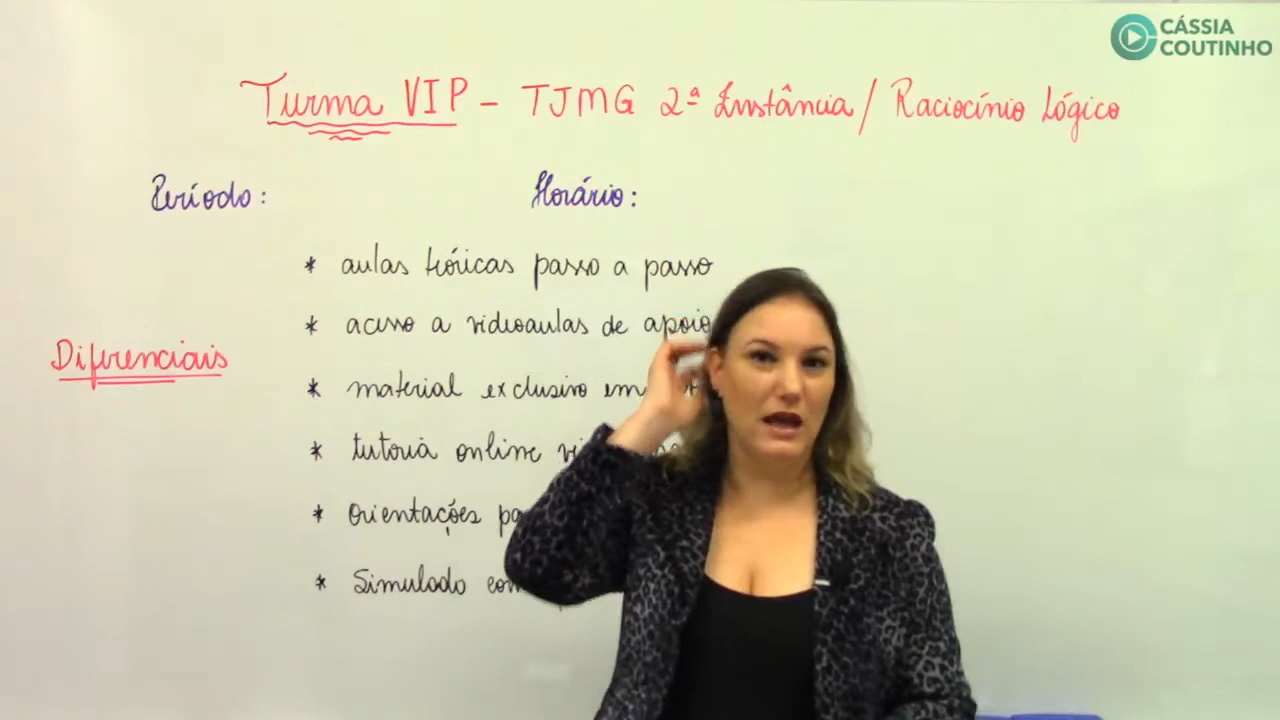 CÁSSIA
COUTINHO
Turma VIP - TJMG 2ª Instância / Raciocínio Lógico
Período:
Horário:
* aulas teóricas passo a passo
* acesso a videoaulas de apoio
Diferenciais
* material exclusivo em
* tutoria online
* Orientações
* Simulado